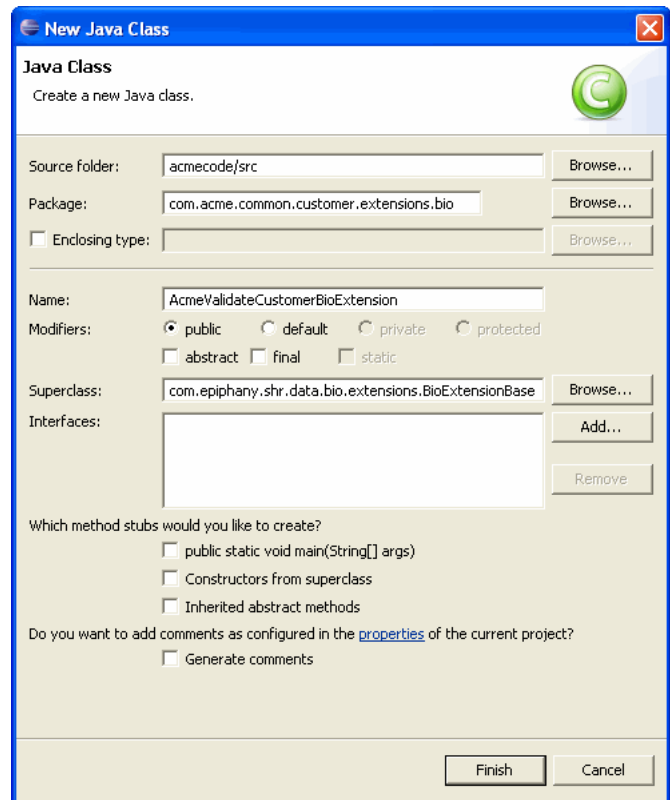 New Java Class
Java Class
Create a new Java class.
Source folder: acmecode/src Browse...
Package: com.acme.common.customer.extensions.bio Browse...
Enclosing type: Browse...
Name: AcmeValidateCustomerBioExtension
Modifiers: public default private protected
abstract final static
Superclass: com.epiphany.shr.data.bio.extensions.BioExtensionBase Browse...
Interfaces: Add...
Remove
Which method stubs would you like to create?
public static void main(String[] args)
Constructors from superclass
Inherited abstract methods
Do you want to add comments as configured in the properties of the current project?
Generate comments
Finish Cancel